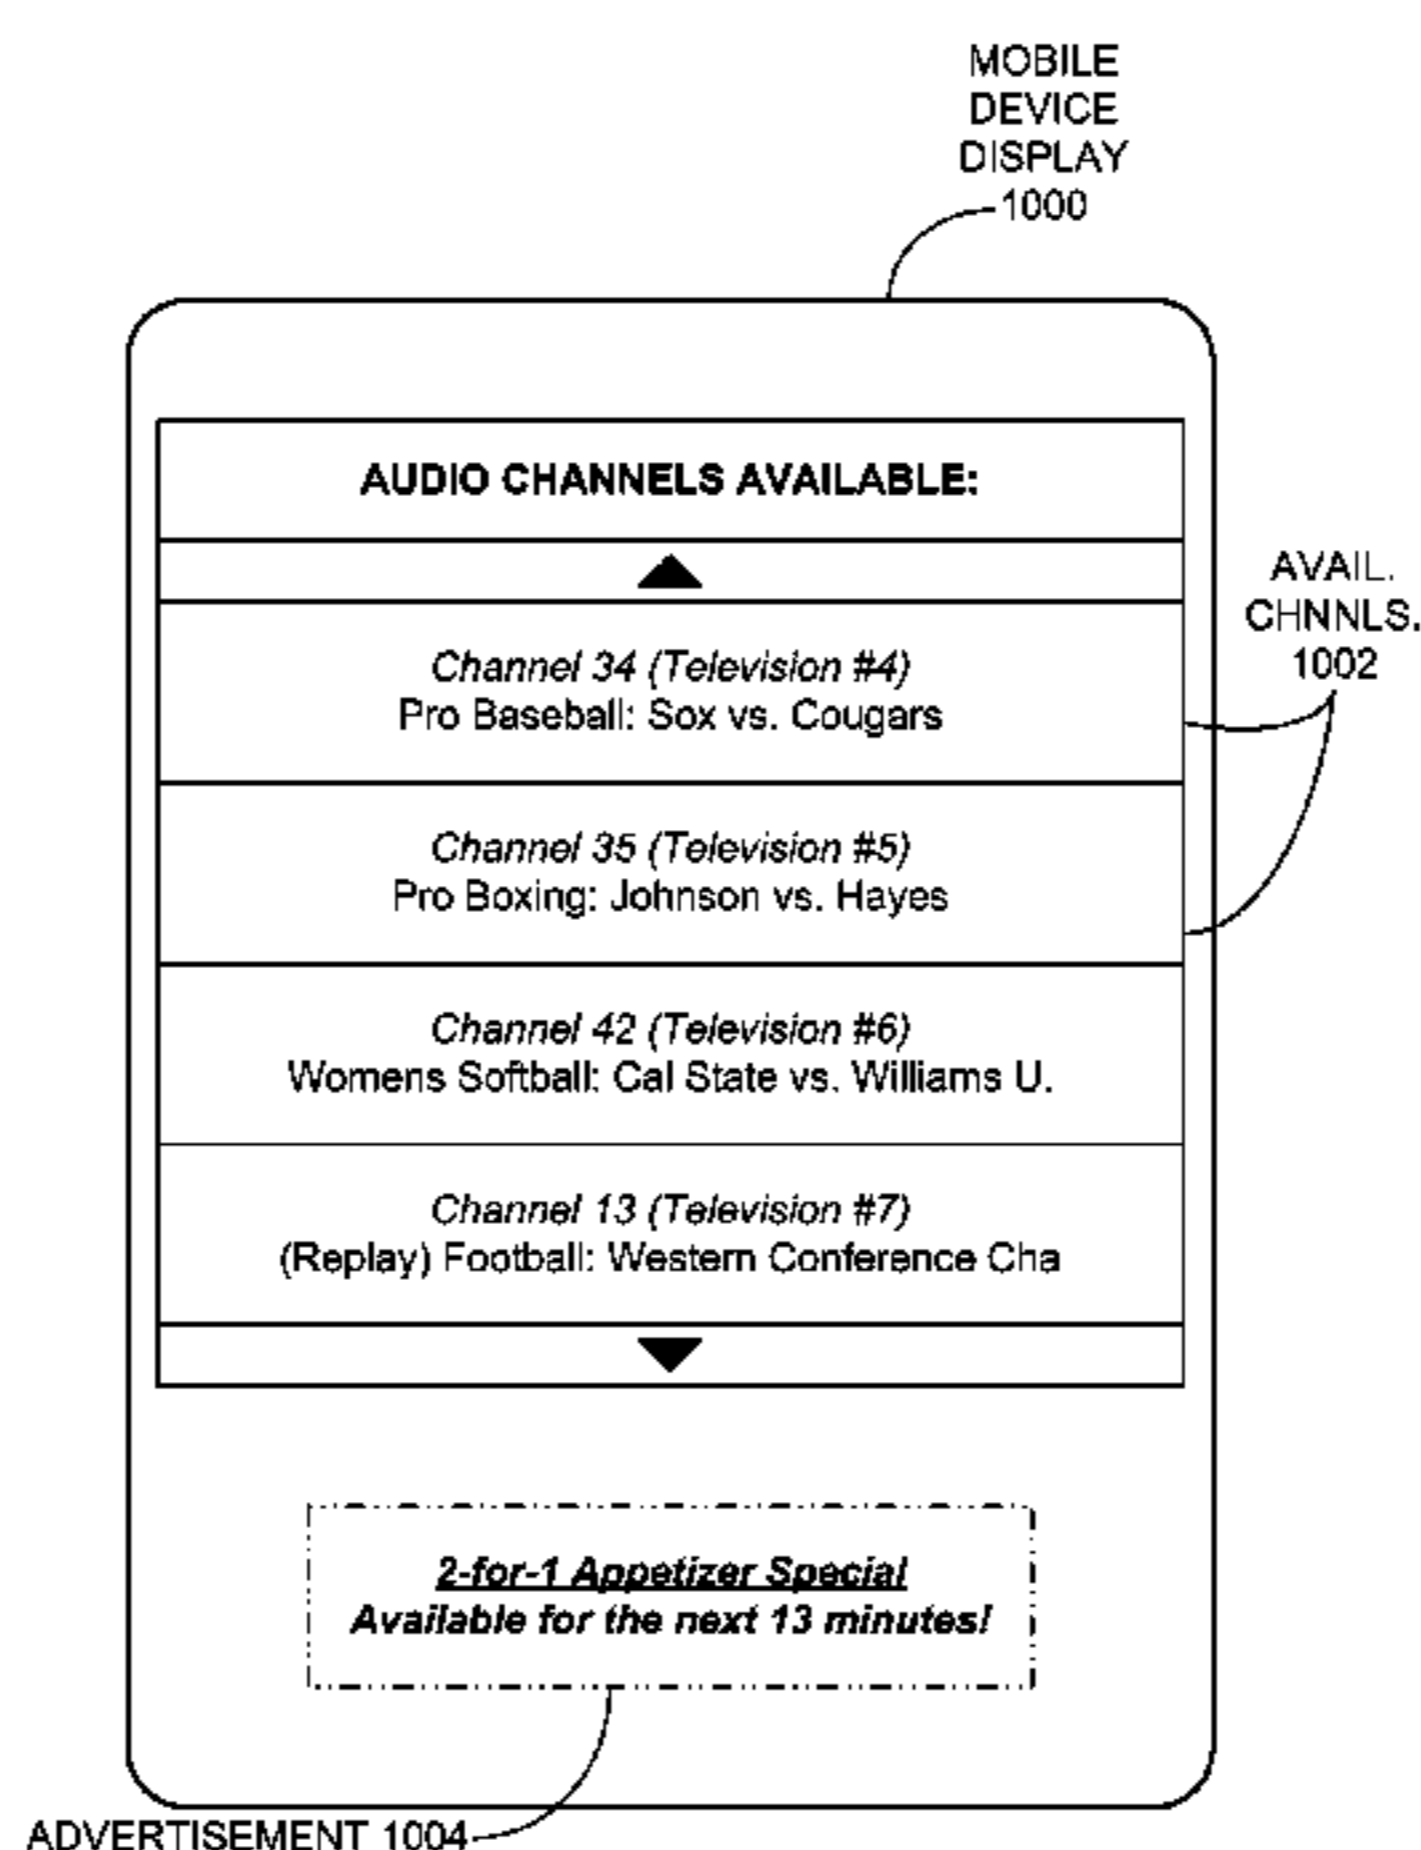 MOBILE
DEVICE
DISPLAY
1000
AUDIO CHANNELS AVAILABLE:
Channel 34 (Television #4)
Pro Baseball: Sox vs. Cougars
AVAIL.
CHNNLS.
1002
Channel 35 (Television #5)
Pro Boxing: Johnson vs. Hayes
Channel 42 (Television #6)
Womens Softball: Cal State vs. Williams U.
Channel 13 (Television #7)
(Replay) Football: Western Conference Cha
2-for-1 Appetizer Special
Available for the next 13 minutes!
ADVERTISEMENT 1004